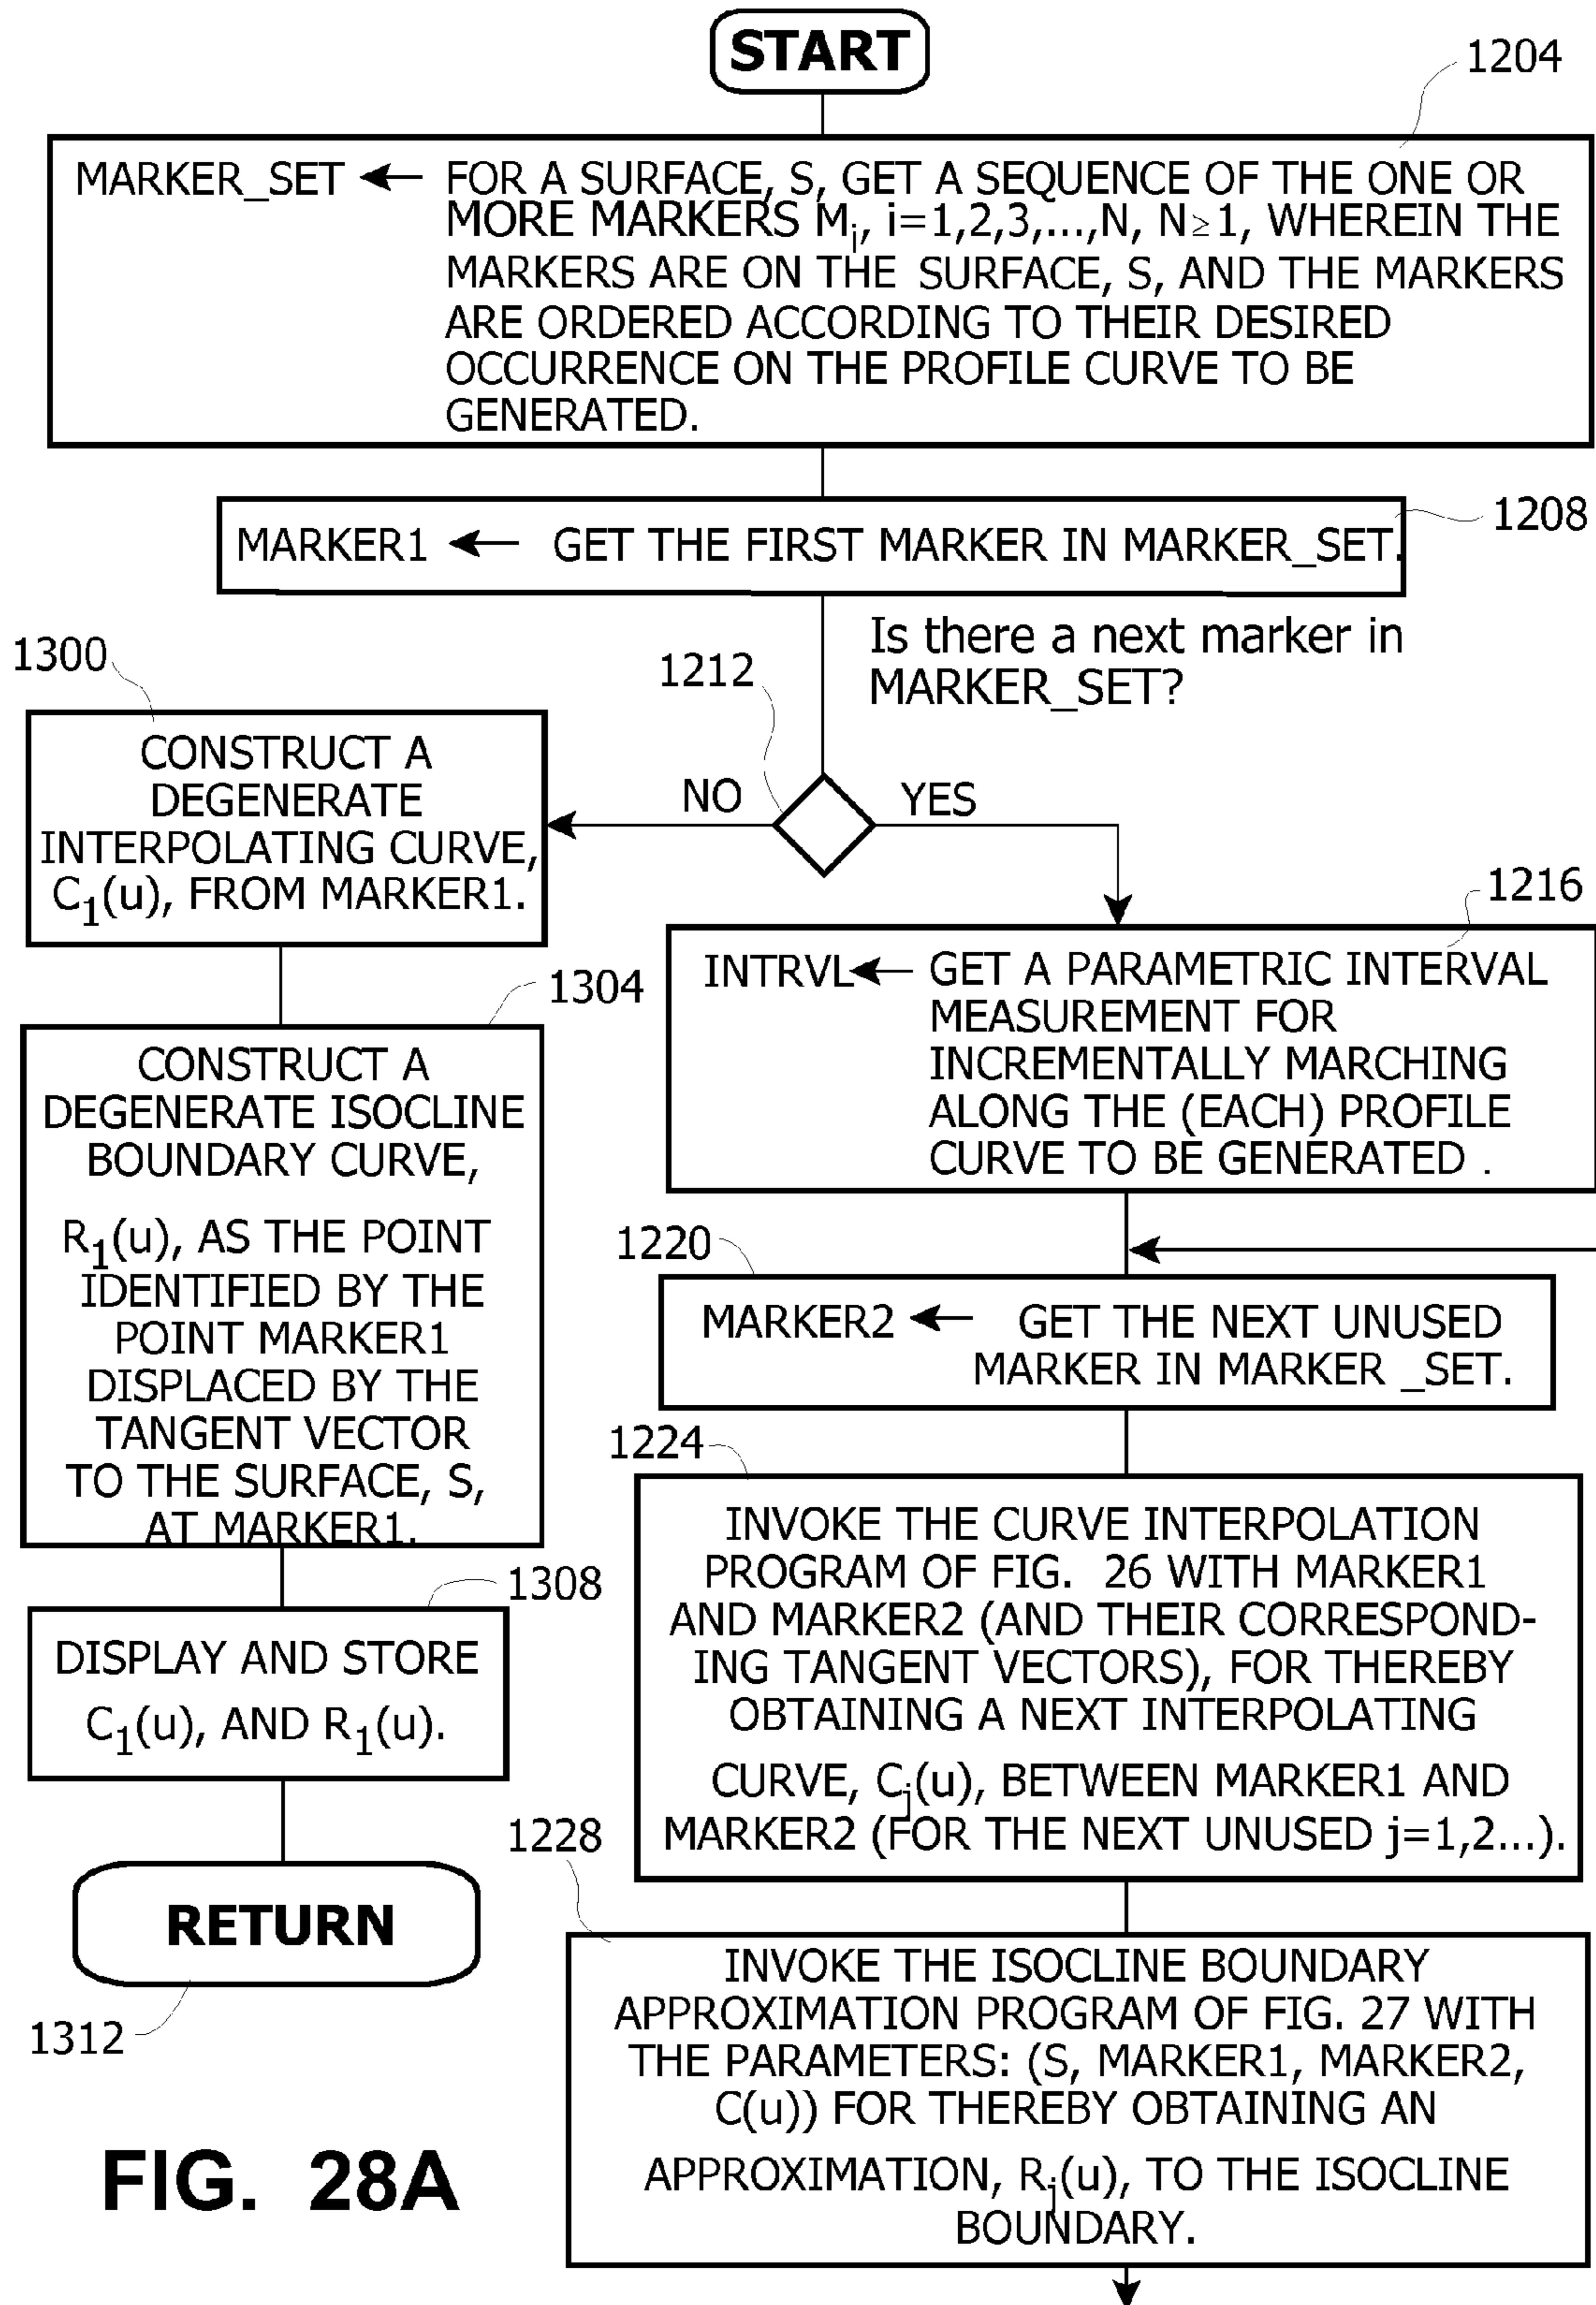 START
1204
MARKER_SET ← FOR A SURFACE, S, GET A SEQUENCE OF THE ONE OR
MORE MARKERS Mi, i=1,2,3,...,N, N≥1, WHEREIN THE
MARKERS ARE ON THE SURFACE, S, AND THE MARKERS
ARE ORDERED ACCORDING TO THEIR DESIRED
OCCURRENCE ON THE PROFILE CURVE TO BE
GENERATED.
1208
MARKER1 ← GET THE FIRST MARKER IN MARKER_SET.
Is there a next marker in
MARKER_SET?
1212
NO
YES
1300
CONSTRUCT A
DEGENERATE
INTERPOLATING CURVE,
C1(u), FROM MARKER1.
1304
CONSTRUCT A
DEGENERATE ISOCLINE
BOUNDARY CURVE,
R1(u), AS THE POINT
IDENTIFIED BY THE
POINT MARKER1
DISPLACED BY THE
TANGENT VECTOR
TO THE SURFACE, S,
AT MARKER1.
1308
DISPLAY AND STORE
C1(u), AND R1(u).
RETURN
1312
1216
INTRVL ← GET A PARAMETRIC INTERVAL
MEASUREMENT FOR
INCREMENTALLY MARCHING
ALONG THE (EACH) PROFILE
CURVE TO BE GENERATED .
1220
MARKER2 ← GET THE NEXT UNUSED
MARKER IN MARKER _SET.
1224
INVOKE THE CURVE INTERPOLATION
PROGRAM OF FIG. 26 WITH MARKER1
AND MARKER2 (AND THEIR CORRESPOND-
ING TANGENT VECTORS), FOR THEREBY
OBTAINING A NEXT INTERPOLATING
CURVE, Cj(u), BETWEEN MARKER1 AND
MARKER2 (FOR THE NEXT UNUSED j=1,2...).
1228
INVOKE THE ISOCLINE BOUNDARY
APPROXIMATION PROGRAM OF FIG. 27 WITH
THE PARAMETERS: (S, MARKER1, MARKER2,
C(u)) FOR THEREBY OBTAINING AN
APPROXIMATION, Rj(u), TO THE ISOCLINE
BOUNDARY.
FIG. 28A